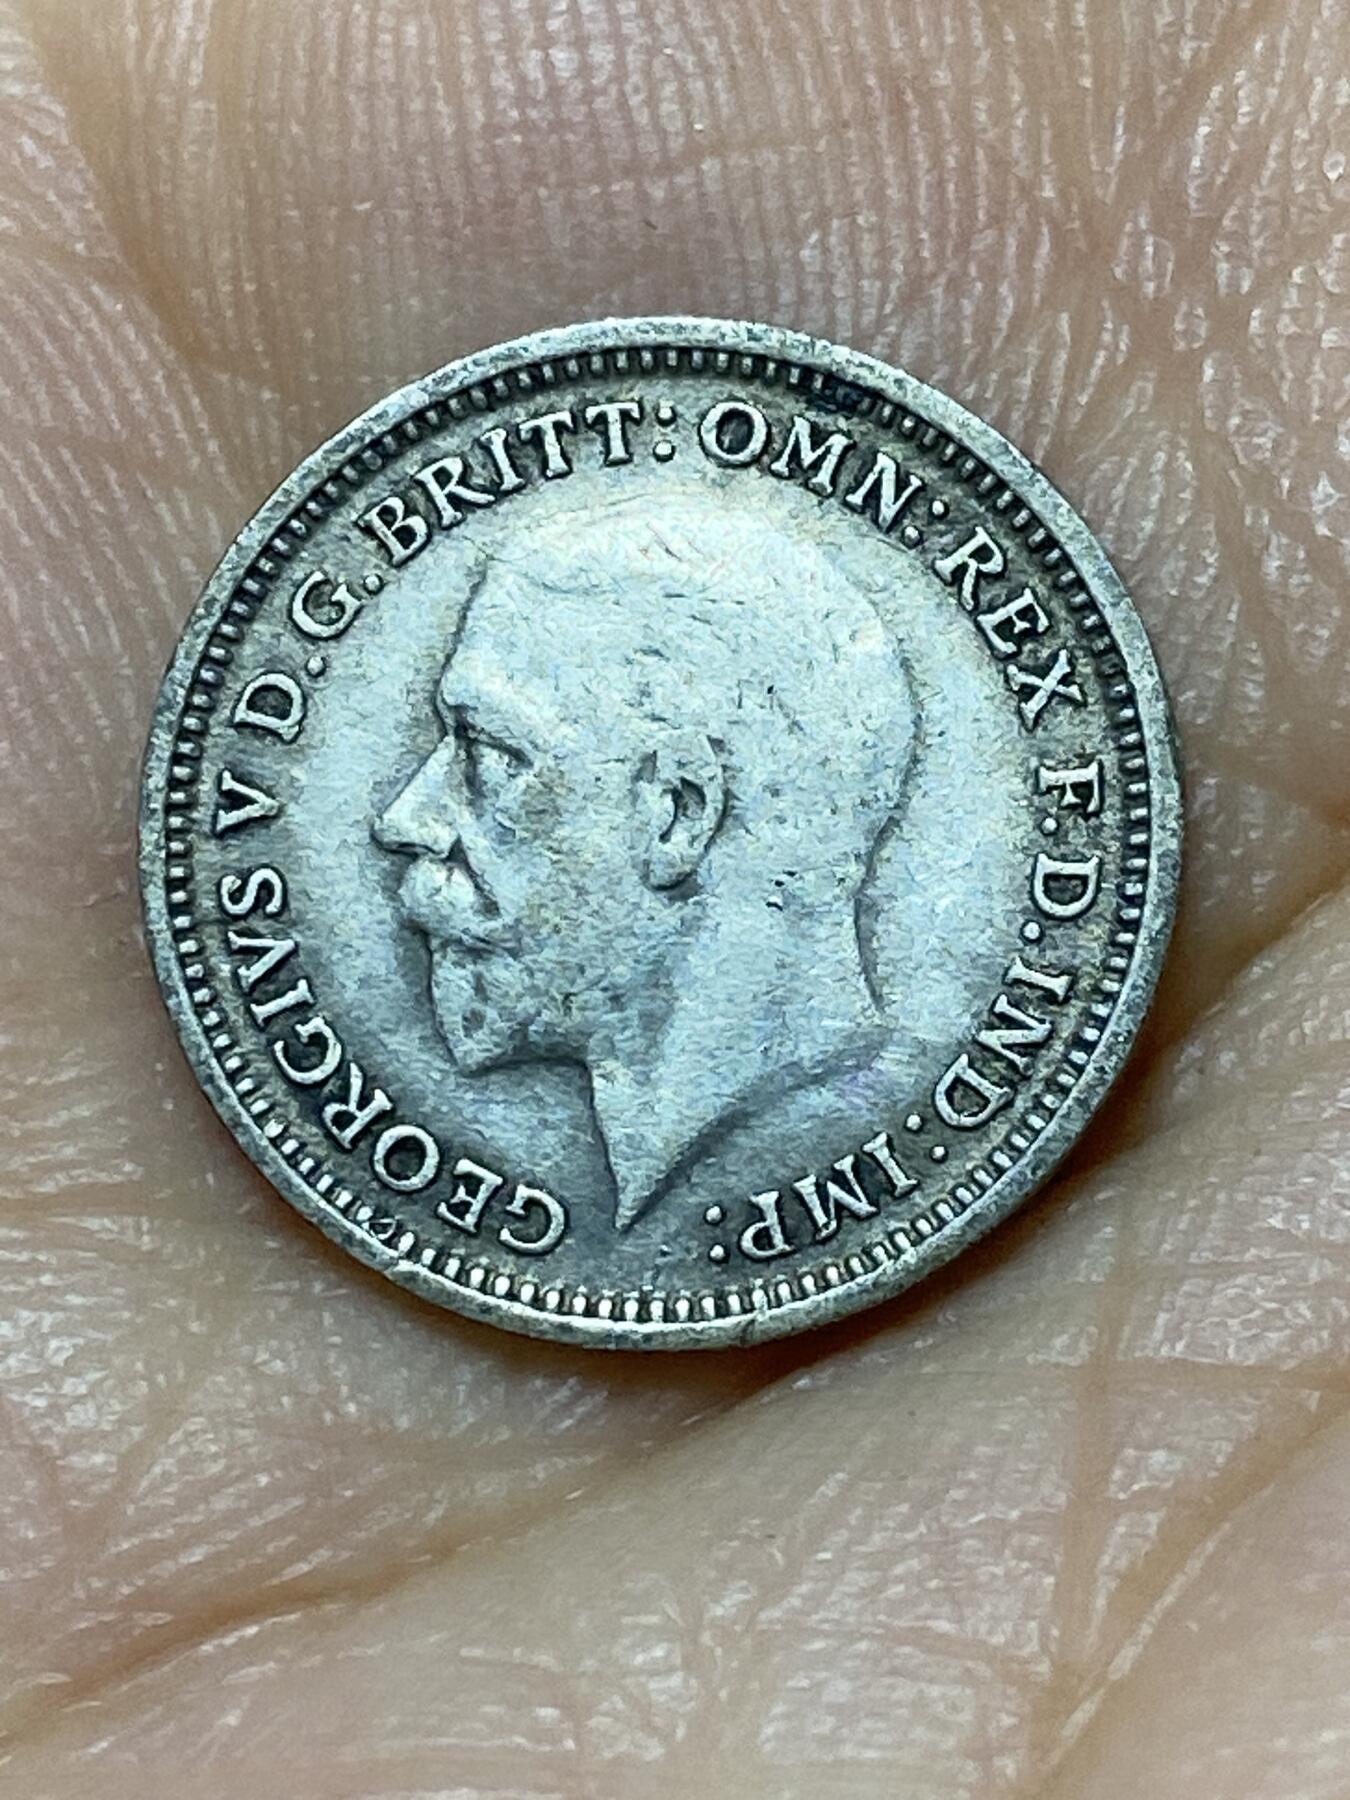 GEORGIVS V D.G. BRITT: OMN: REX F.D. IND: IMP: